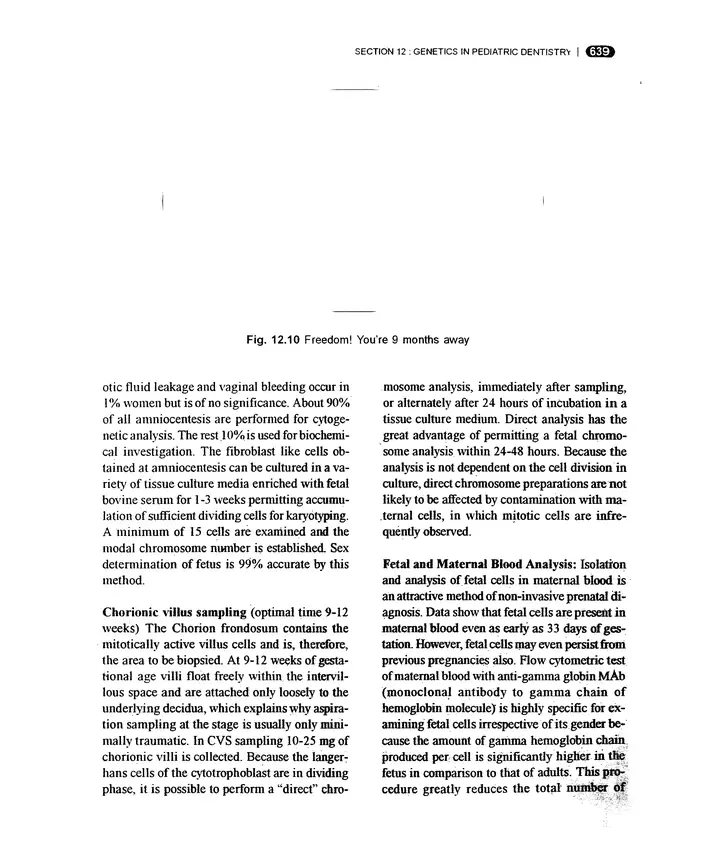 SECTION 12 : GENETICS IN PEDIATRIC DENTISTRY | 639
Fig. 12.10 Freedom! You're 9 months away
otic fluid leakage and vaginal bleeding occur in
1% women but is of no significance. About 90%
of all amniocentesis are performed for cytoge-
netic analysis. The rest 10% is used for biochemi-
cal investigation. The fibroblast like cells ob-
tained at amniocentesis can be cultured in a va-
riety of tissue culture media enriched with fetal
bovine serum for 1-3 weeks permitting accumu-
lation of sufficient dividing cells for karyotyping.
A minimum of 15 cells are examined and the
modal chromosome number is established. Sex
determination of fetus is 99% accurate by this
method.
Chorionic villus sampling (optimal time 9-12
weeks) The Chorion frondosum contains the
mitotically active villus cells and is, therefore,
the area to be biopsied. At 9-12 weeks of gesta-
tional age villi float freely within the intervil-
lous space and are attached only loosely to the
underlying decidua, which explains why aspira-
tion sampling at the stage is usually only mini-
mally traumatic. In CVS sampling 10-25 mg of
chorionic villi is collected. Because the langer-
hans cells of the cytotrophoblast are in dividing
phase, it is possible to perform a "direct" chro-
mosome analysis, immediately after sampling,
or alternately after 24 hours of incubation in a
tissue culture medium. Direct analysis has the
great advantage of permitting a fetal chromo-
some analysis within 24-48 hours. Because the
analysis is not dependent on the cell division in
culture, direct chromosome preparations are not
likely to be affected by contamination with ma-
ternal cells, in which mitotic cells are infre-
quently observed.
Fetal and Maternal Blood Analysis: Isolation
and analysis of fetal cells in maternal blood is
an attractive method of non-invasive prenatal di-
agnosis. Data show that fetal cells are present in
maternal blood even as early as 33 days of ges-
tation. However, fetal cells may even persist from
previous pregnancies also. Flow cytometric test
of maternal blood with anti-gamma globin MAb
(monoclonal antibody to gamma chain of
hemoglobin molecule) is highly specific for ex-
amining fetal cells irrespective of its gender be-
cause the amount of gamma hemoglobin chain
produced per cell is significantly higher in the
fetus in comparison to that of adults. This pro-
cedure greatly reduces the total number of